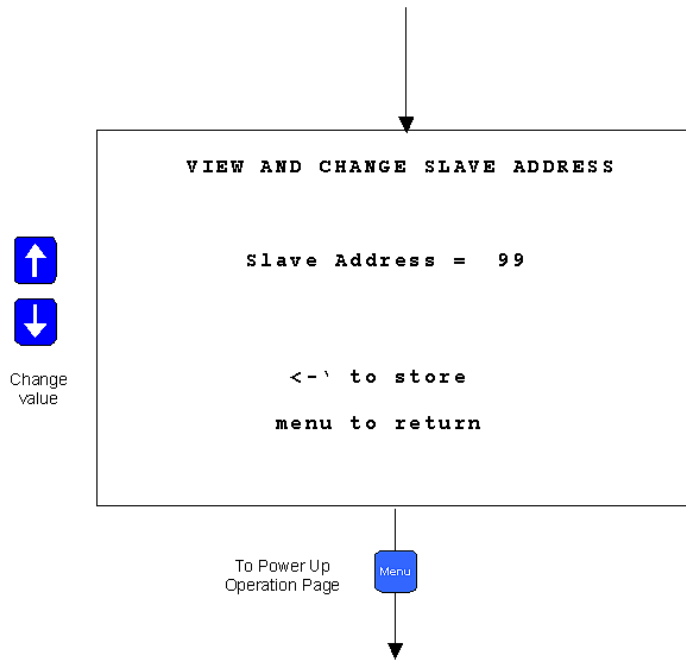 VIEW AND CHANGE SLAVE ADDRESS
Slave Address = 99
Change
value
<-` to store
menu to return
To Power Up
Operation Page
Menu